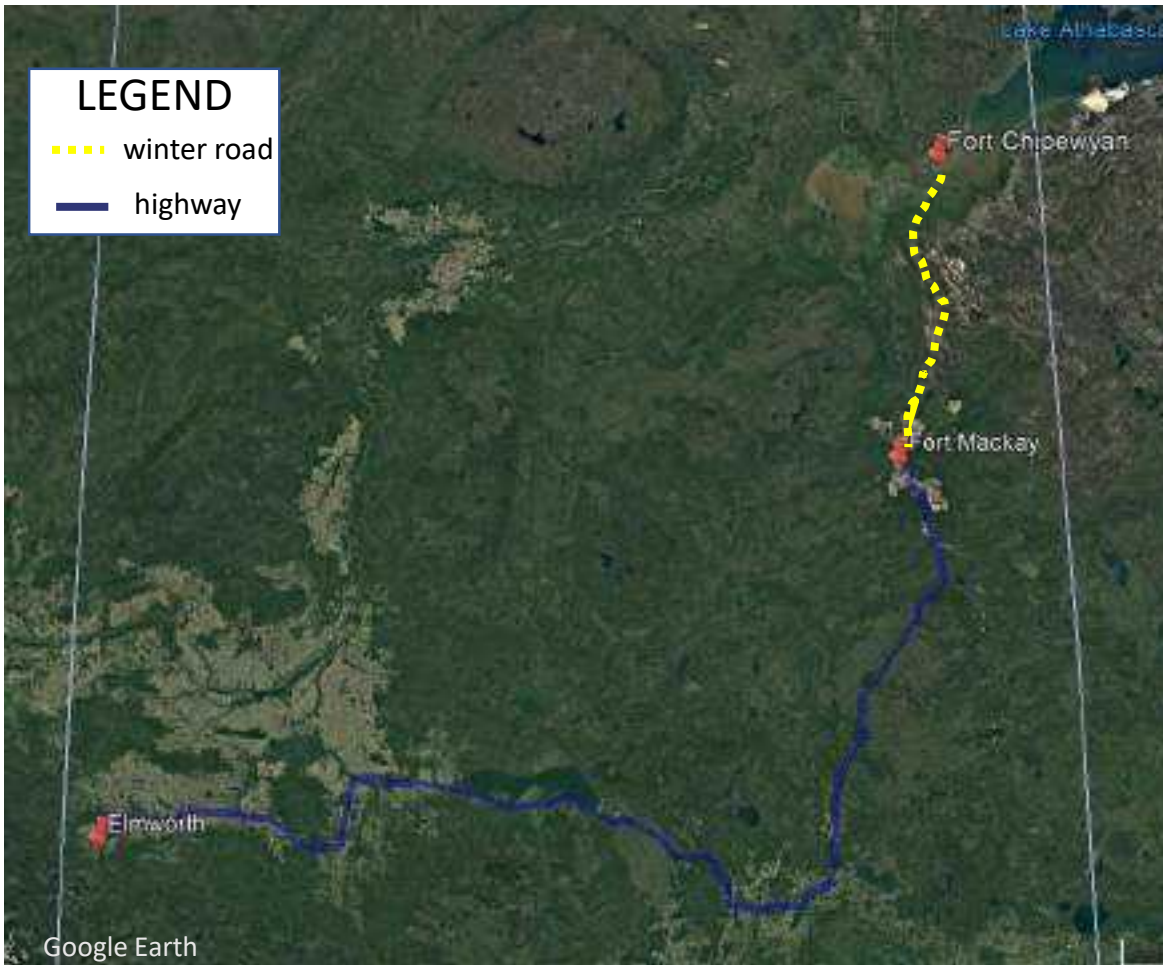 Lake Athabasca
LEGEND
winter road
highway
Fort Chipewyan
Fort Mackay
Elmworth
Google Earth